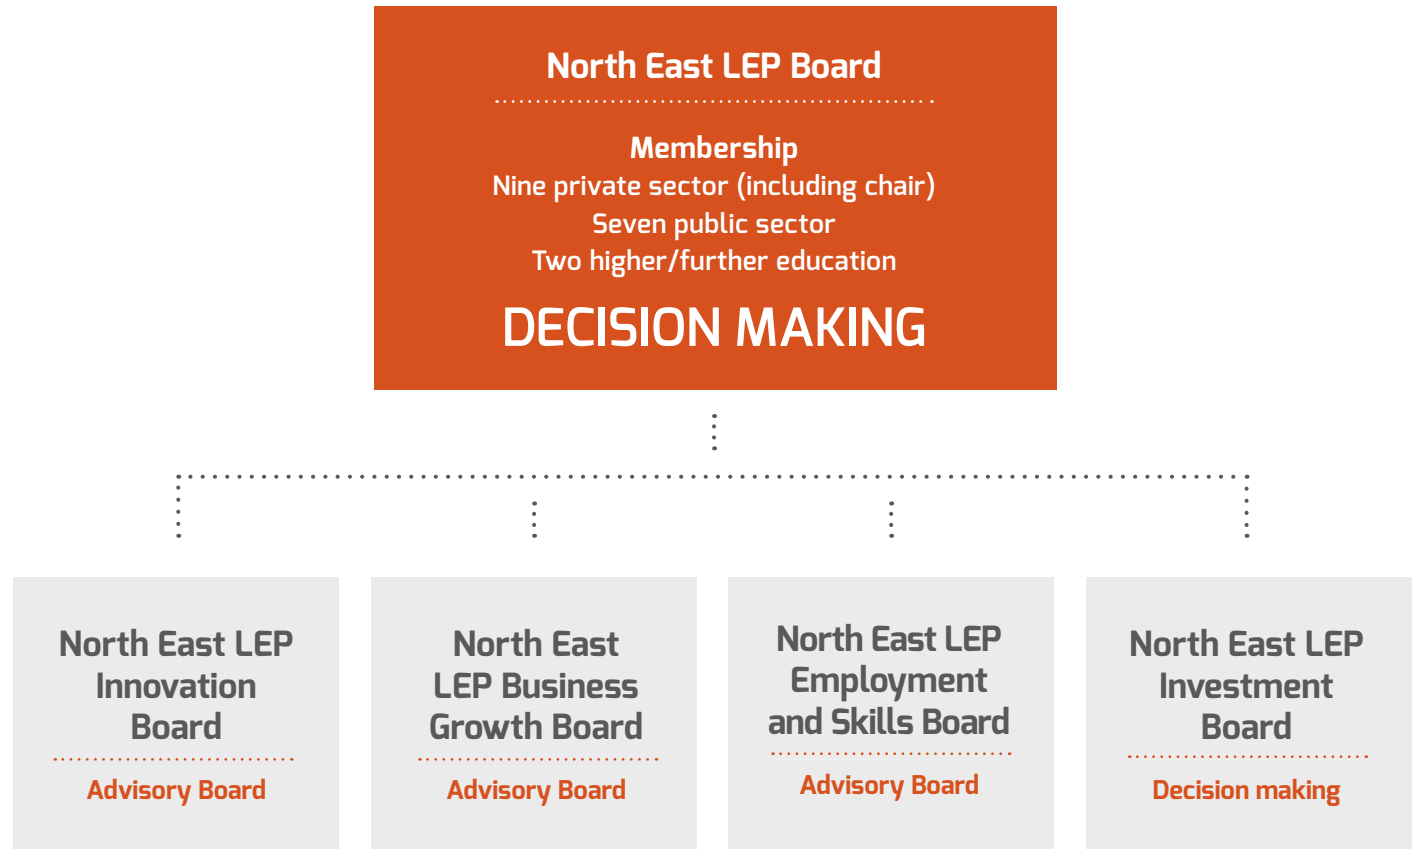 North East LEP Board
Membership
Nine private sector (including chair)
Seven public sector
Two higher/further education
DECISION MAKING
North East LEP
Innovation
Board
Advisory Board
North East
LEP Business
Growth Board
Advisory Board
North East LEP
Employment
and Skills Board
Advisory Board
North East LEP
Investment
Board
Decision making